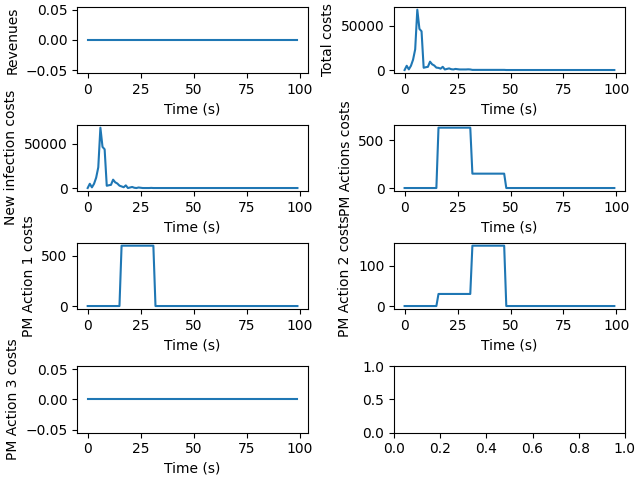 Revenues
0.05
0.00
−0.05
0 25 50 75 100
Time (s)
Total costs
50000
0
0 25 50 75 100
Time (s)
New infection costs
50000
0
0 25 50 75 100
Time (s)
PM Actions costs
500
0
0 25 50 75 100
Time (s)
PM Action 1 costs
500
0
0 25 50 75 100
Time (s)
PM Action 2 costs
100
0
0 25 50 75 100
Time (s)
PM Action 3 costs
0.05
0.00
−0.05
0 25 50 75 100
Time (s)
1.0
0.5
0.0
0.0 0.2 0.4 0.6 0.8 1.0